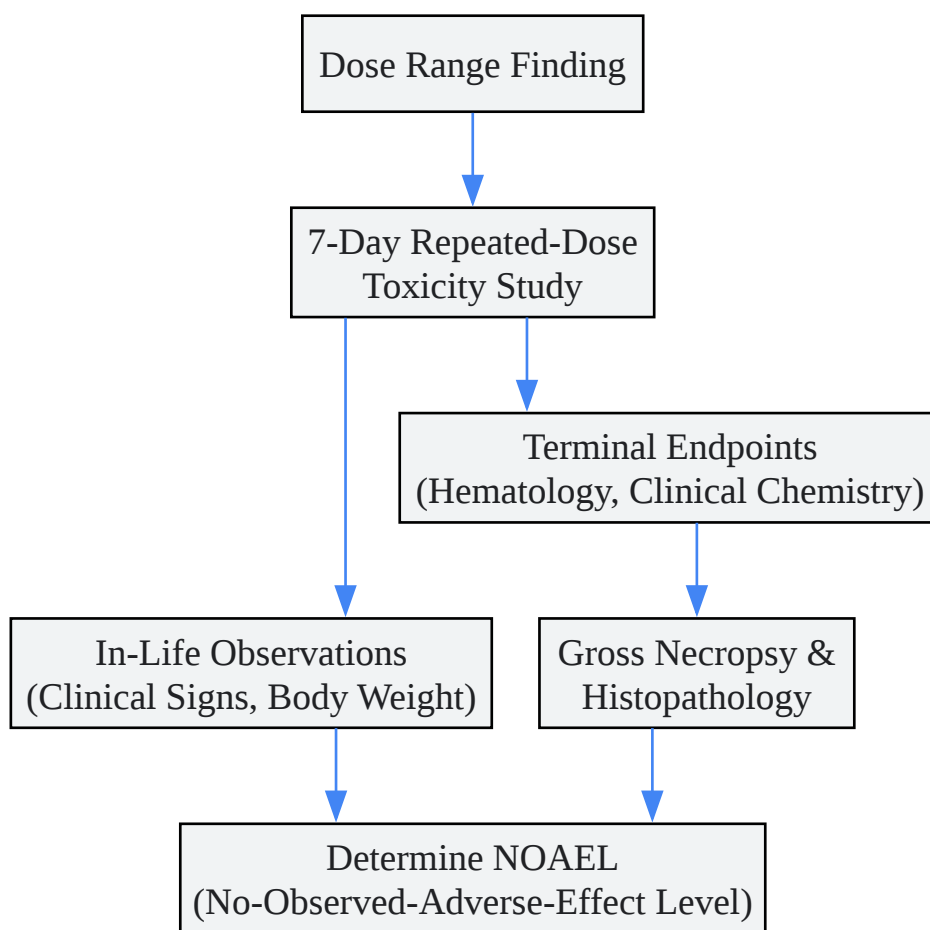 Dose Range Finding
7-Day Repeated-Dose
Toxicity Study
Terminal Endpoints
(Hematology, Clinical Chemistry)
In-Life Observations
(Clinical Signs, Body Weight)
Gross Necropsy &
Histopathology
Determine NOAEL
(No-Observed-Adverse-Effect Level)